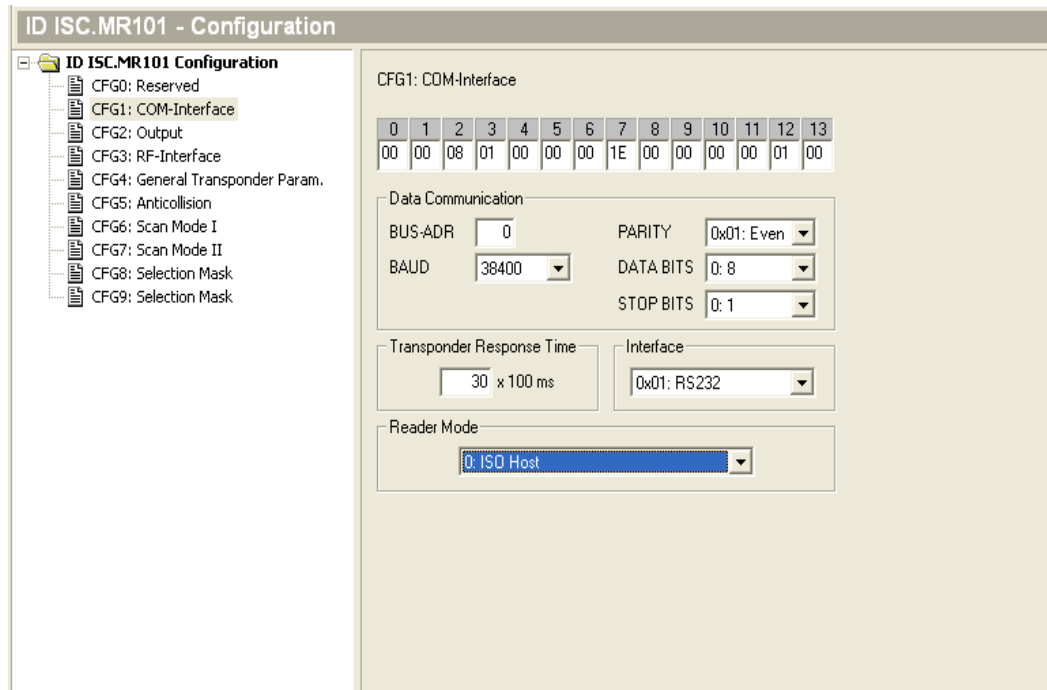 ID ISC.MR101 - Configuration
ID ISC.MR101 Configuration
CFG0: Reserved
CFG1: COM-Interface
CFG2: Output
CFG3: RF-Interface
CFG4: General Transponder Param.
CFG5: Anticollision
CFG6: Scan Mode I
CFG7: Scan Mode II
CFG8: Selection Mask
CFG9: Selection Mask
CFG1: COM-Interface
0 1 2 3 4 5 6 7 8 9 10 11 12 13
00 00 08 01 00 00 00 1E 00 00 00 00 01 00
Data Communication
BUS-ADR 0 PARITY 0x01: Even
BAUD 38400 DATA BITS 0: 8
STOP BITS 0: 1
Transponder Response Time Interface
30 x 100 ms 0x01: RS232
Reader Mode
0: ISO Host